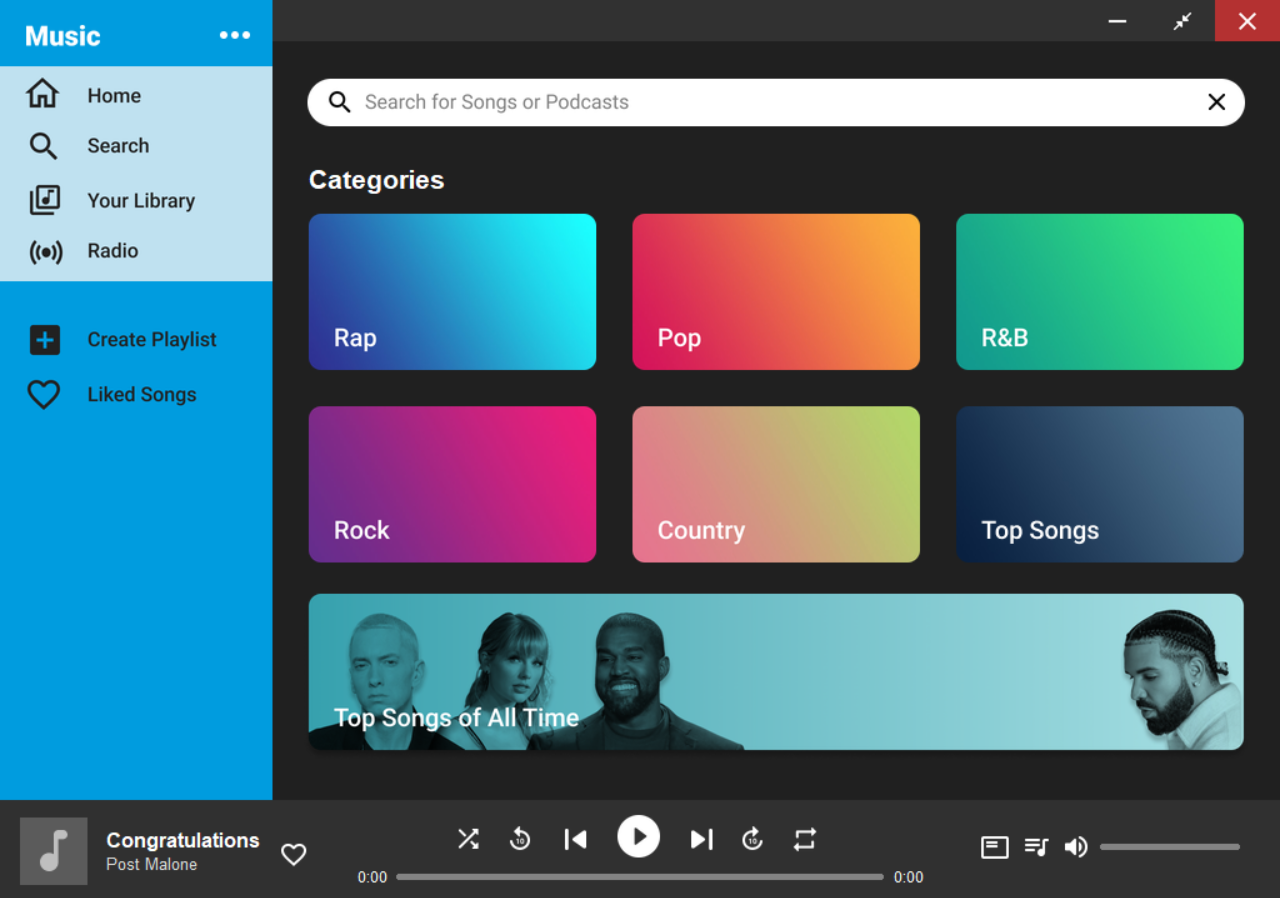 Music
Home
Search
Your Library
Radio
Create Playlist
Liked Songs
Search for Songs or Podcasts
Categories
Rap
Pop
R&B
Rock
Country
Top Songs
Top Songs of All Time
Congratulations
Post Malone
10
10
0:00
0:00